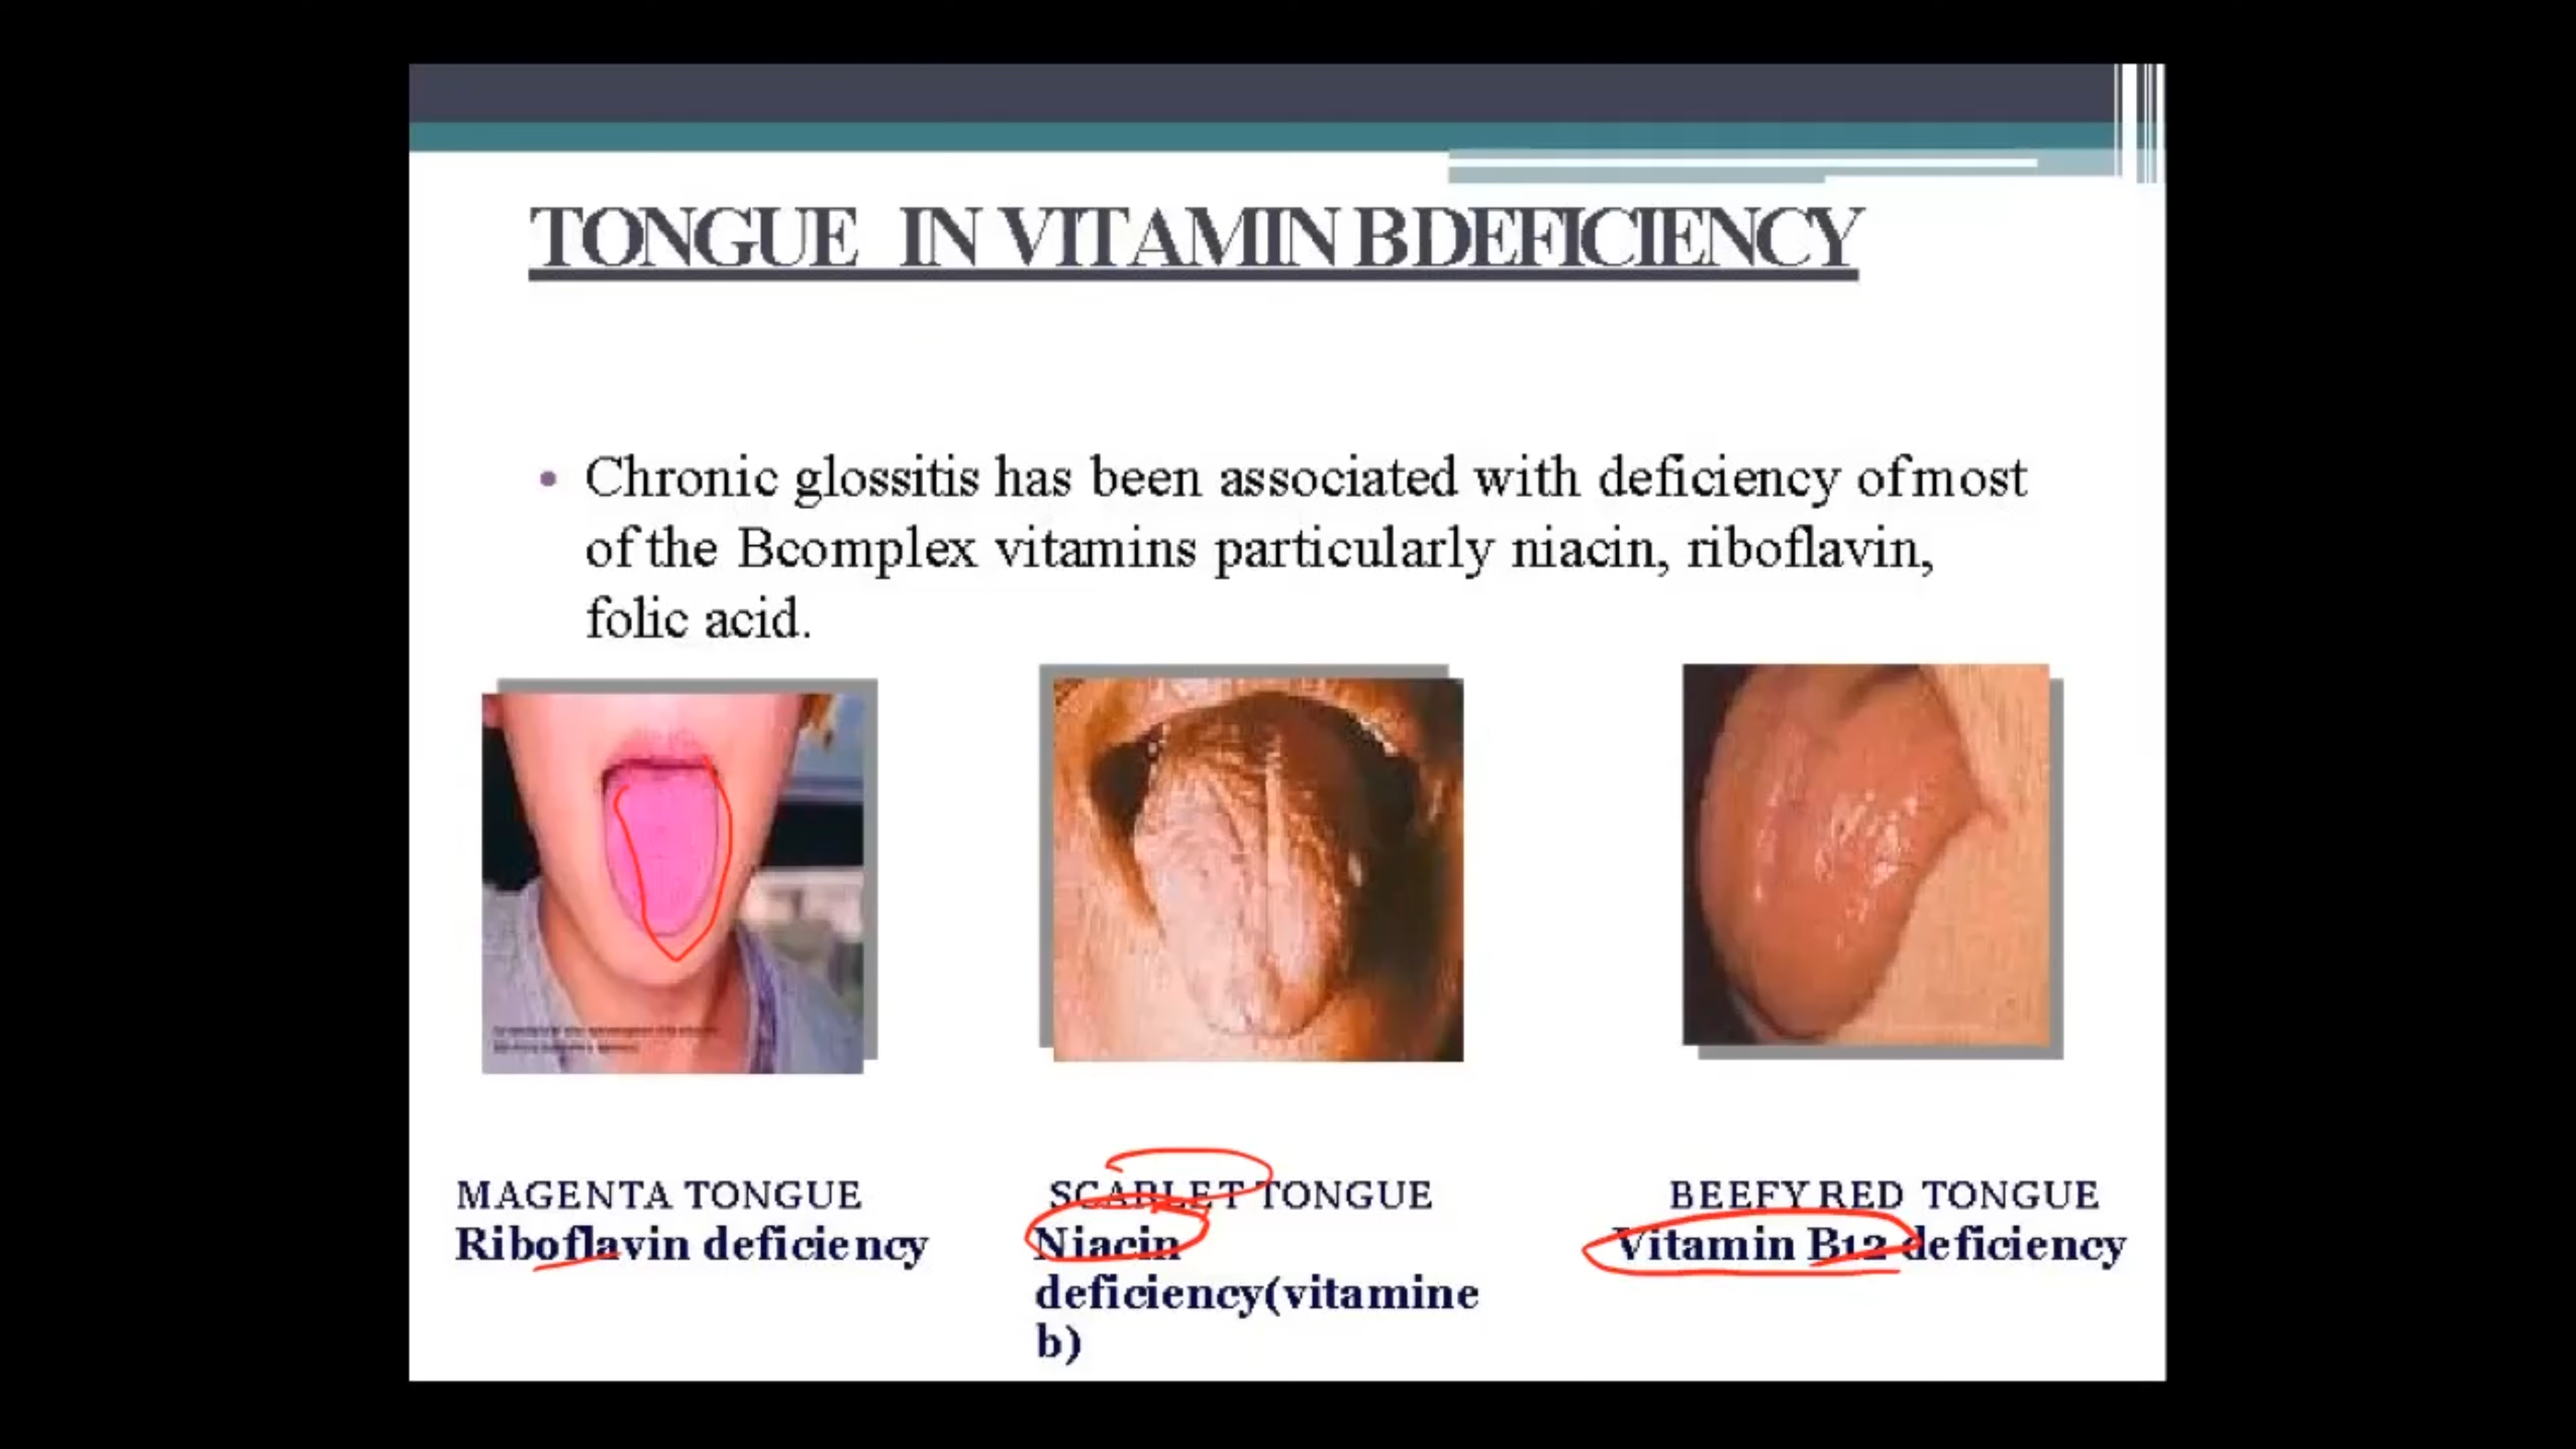 TONGUE IN VITAMIN B DEFICIENCY
• Chronic glossitis has been associated with deficiency of most
of the Bcomplex vitamins particularly niacin, riboflavin,
folic acid.
MAGENTA TONGUE
Riboflavin deficiency
SCARLET TONGUE
Niacin
deficiency(vitamine
b)
BEEFY RED TONGUE
Vitamin B12 deficiency